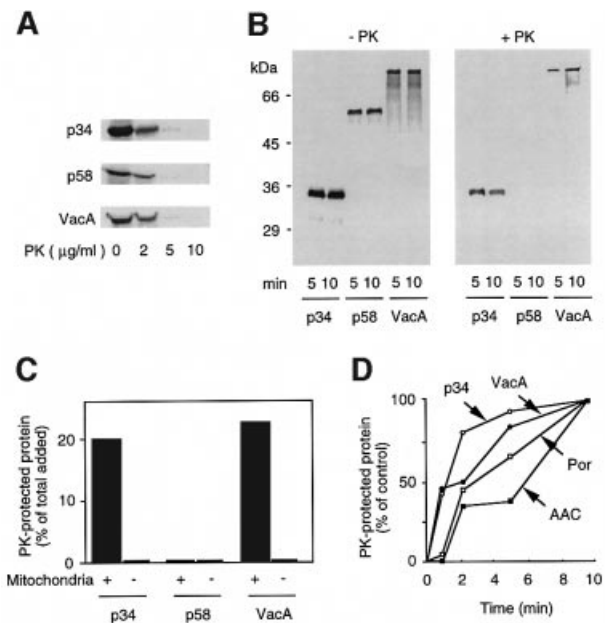 A
p34
p58
VacA
PK ( μg/ml ) 0 2 5 10
B
- PK + PK
kDa
66 -
45 -
36 -
29 -
min 5 10 5 10 5 10 5 10 5 10 5 10
p34 p58 VacA p34 p58 VacA
C
PK-protected protein
(% of total added)
20
10
0
Mitochondria + - + - + -
p34 p58 VacA
D
PK-protected protein
(% of control)
100
50
0
p34
VacA
Por
AAC
0 2 4 6 8 10
Time (min)